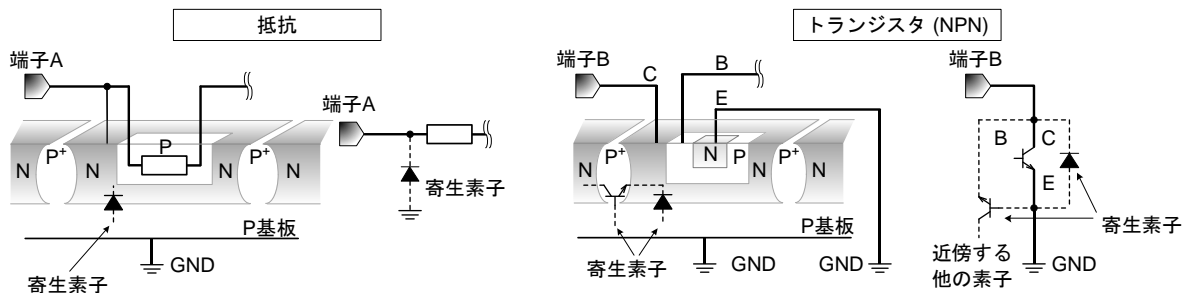 抵抗
トランジスタ (NPN)
端子A
端子A
N
P+
N
P
P+
N
N
寄生素子
P基板
GND
寄生素子
端子B
C
B
E
N
P+
N
N
P
P+
N
P基板
寄生素子
GND
GND
端子B
B
C
E
寄生素子
近傍する
他の素子
GND